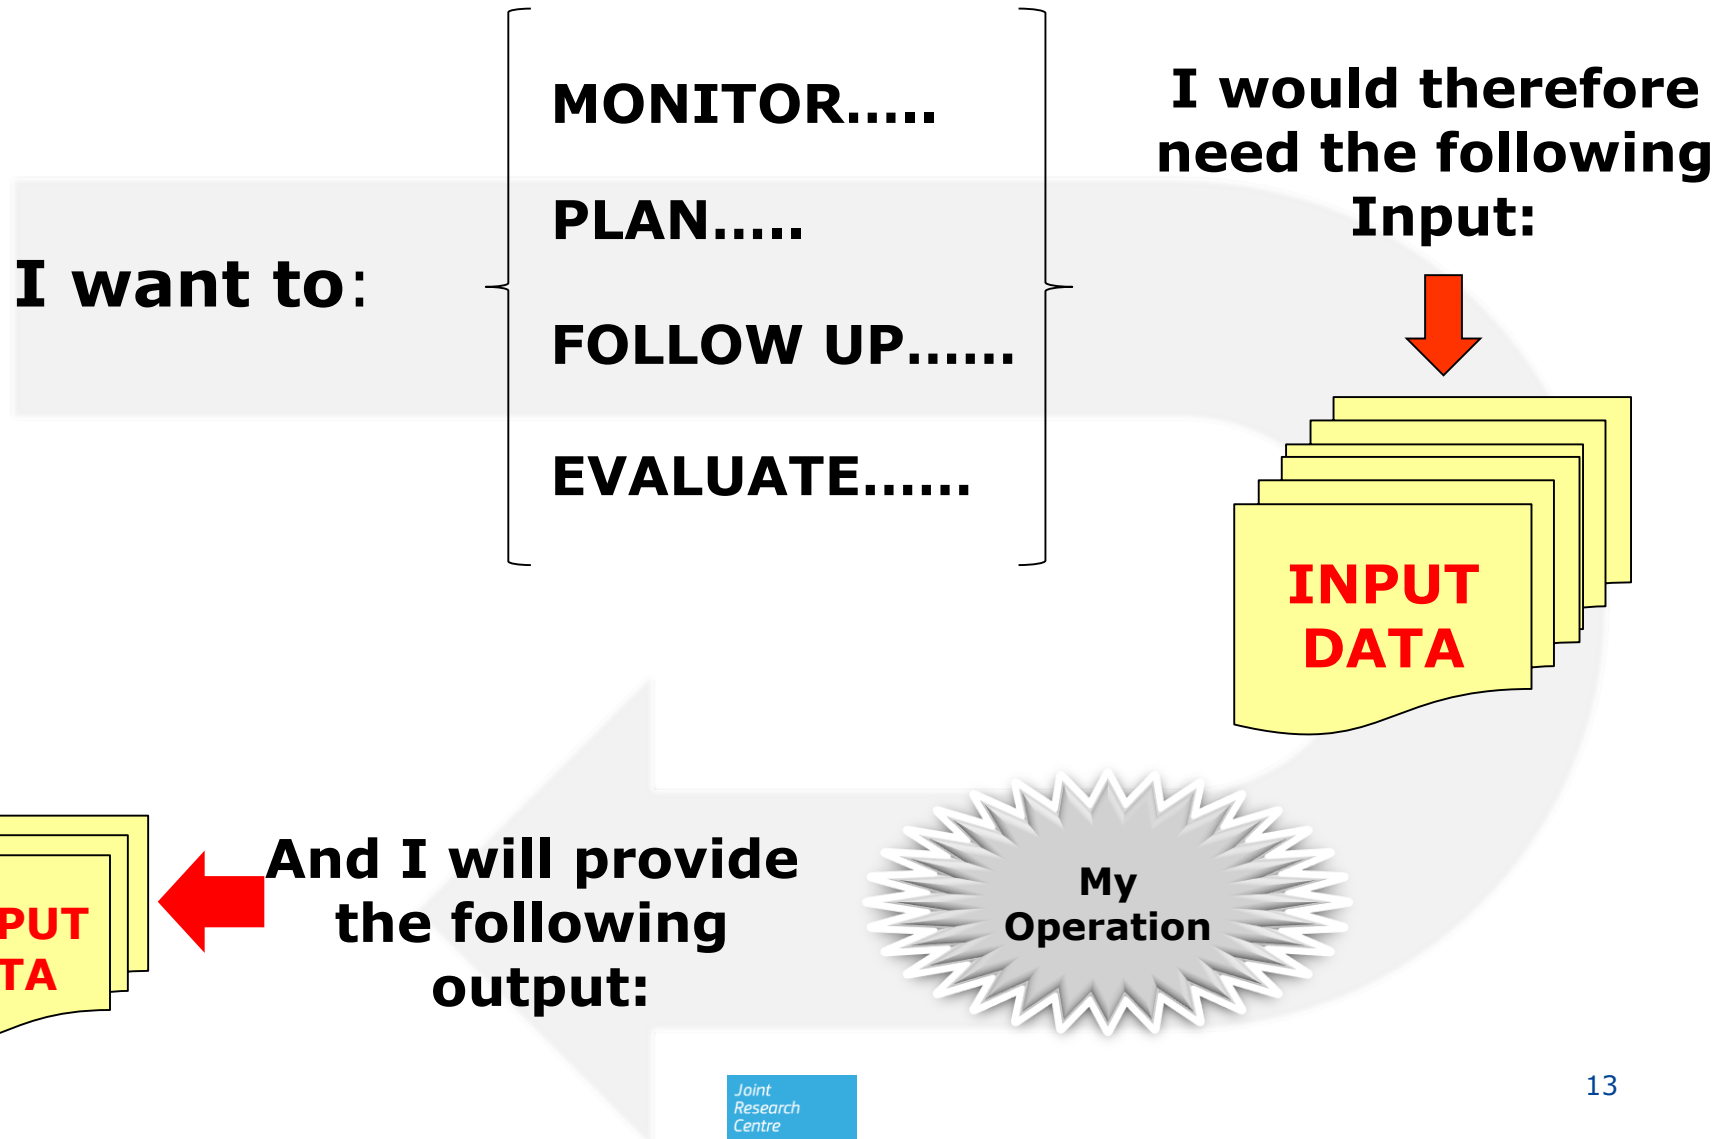 I want to:
MONITOR.....
PLAN.....
FOLLOW UP......
EVALUATE......
I would therefore
need the following
Input:
INPUT
DATA
My
Operation
And I will provide
the following
output:
PUT
TA
Joint
Research
Centre
13